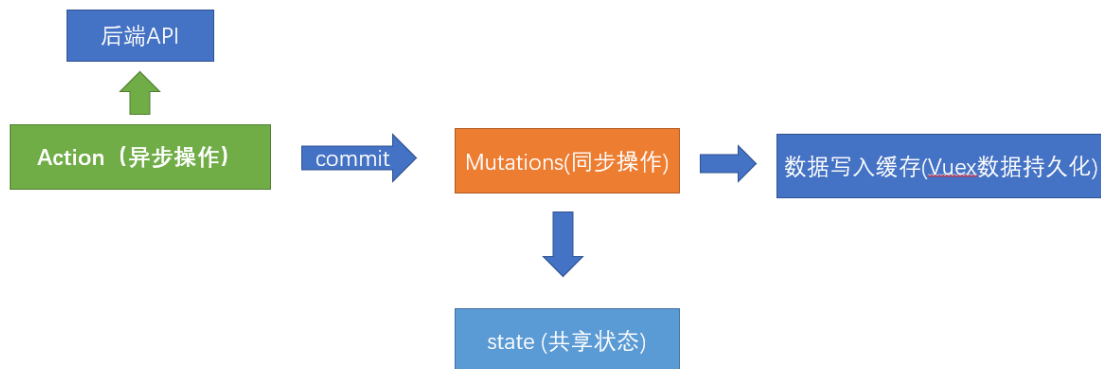 后端API
Action（异步操作）
commit
Mutations(同步操作)
数据写入缓存(Vuex数据持久化)
state (共享状态)